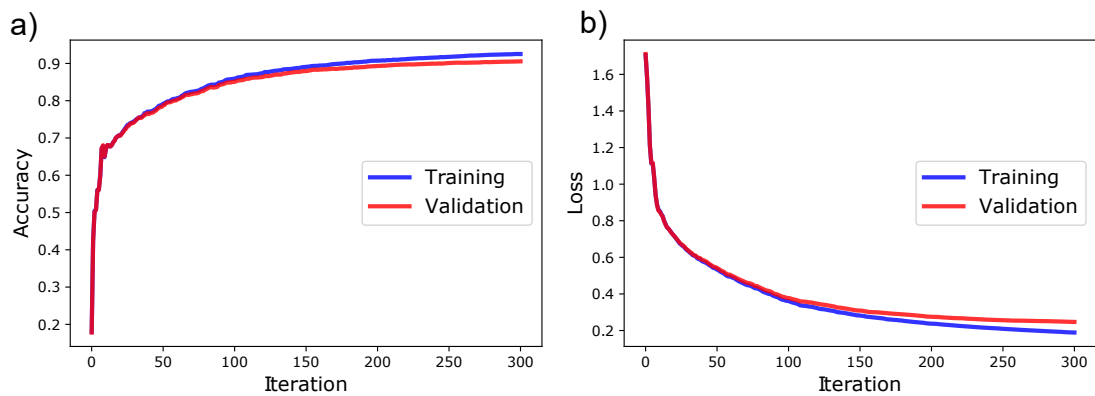 a)
Accuracy
0.9
0.8
0.7
0.6
0.5
0.4
0.3
0.2
Training
Validation
0 50 100 150 200 250 300
Iteration
b)
Loss
1.6
1.4
1.2
1.0
0.8
0.6
0.4
0.2
Training
Validation
0 50 100 150 200 250 300
Iteration